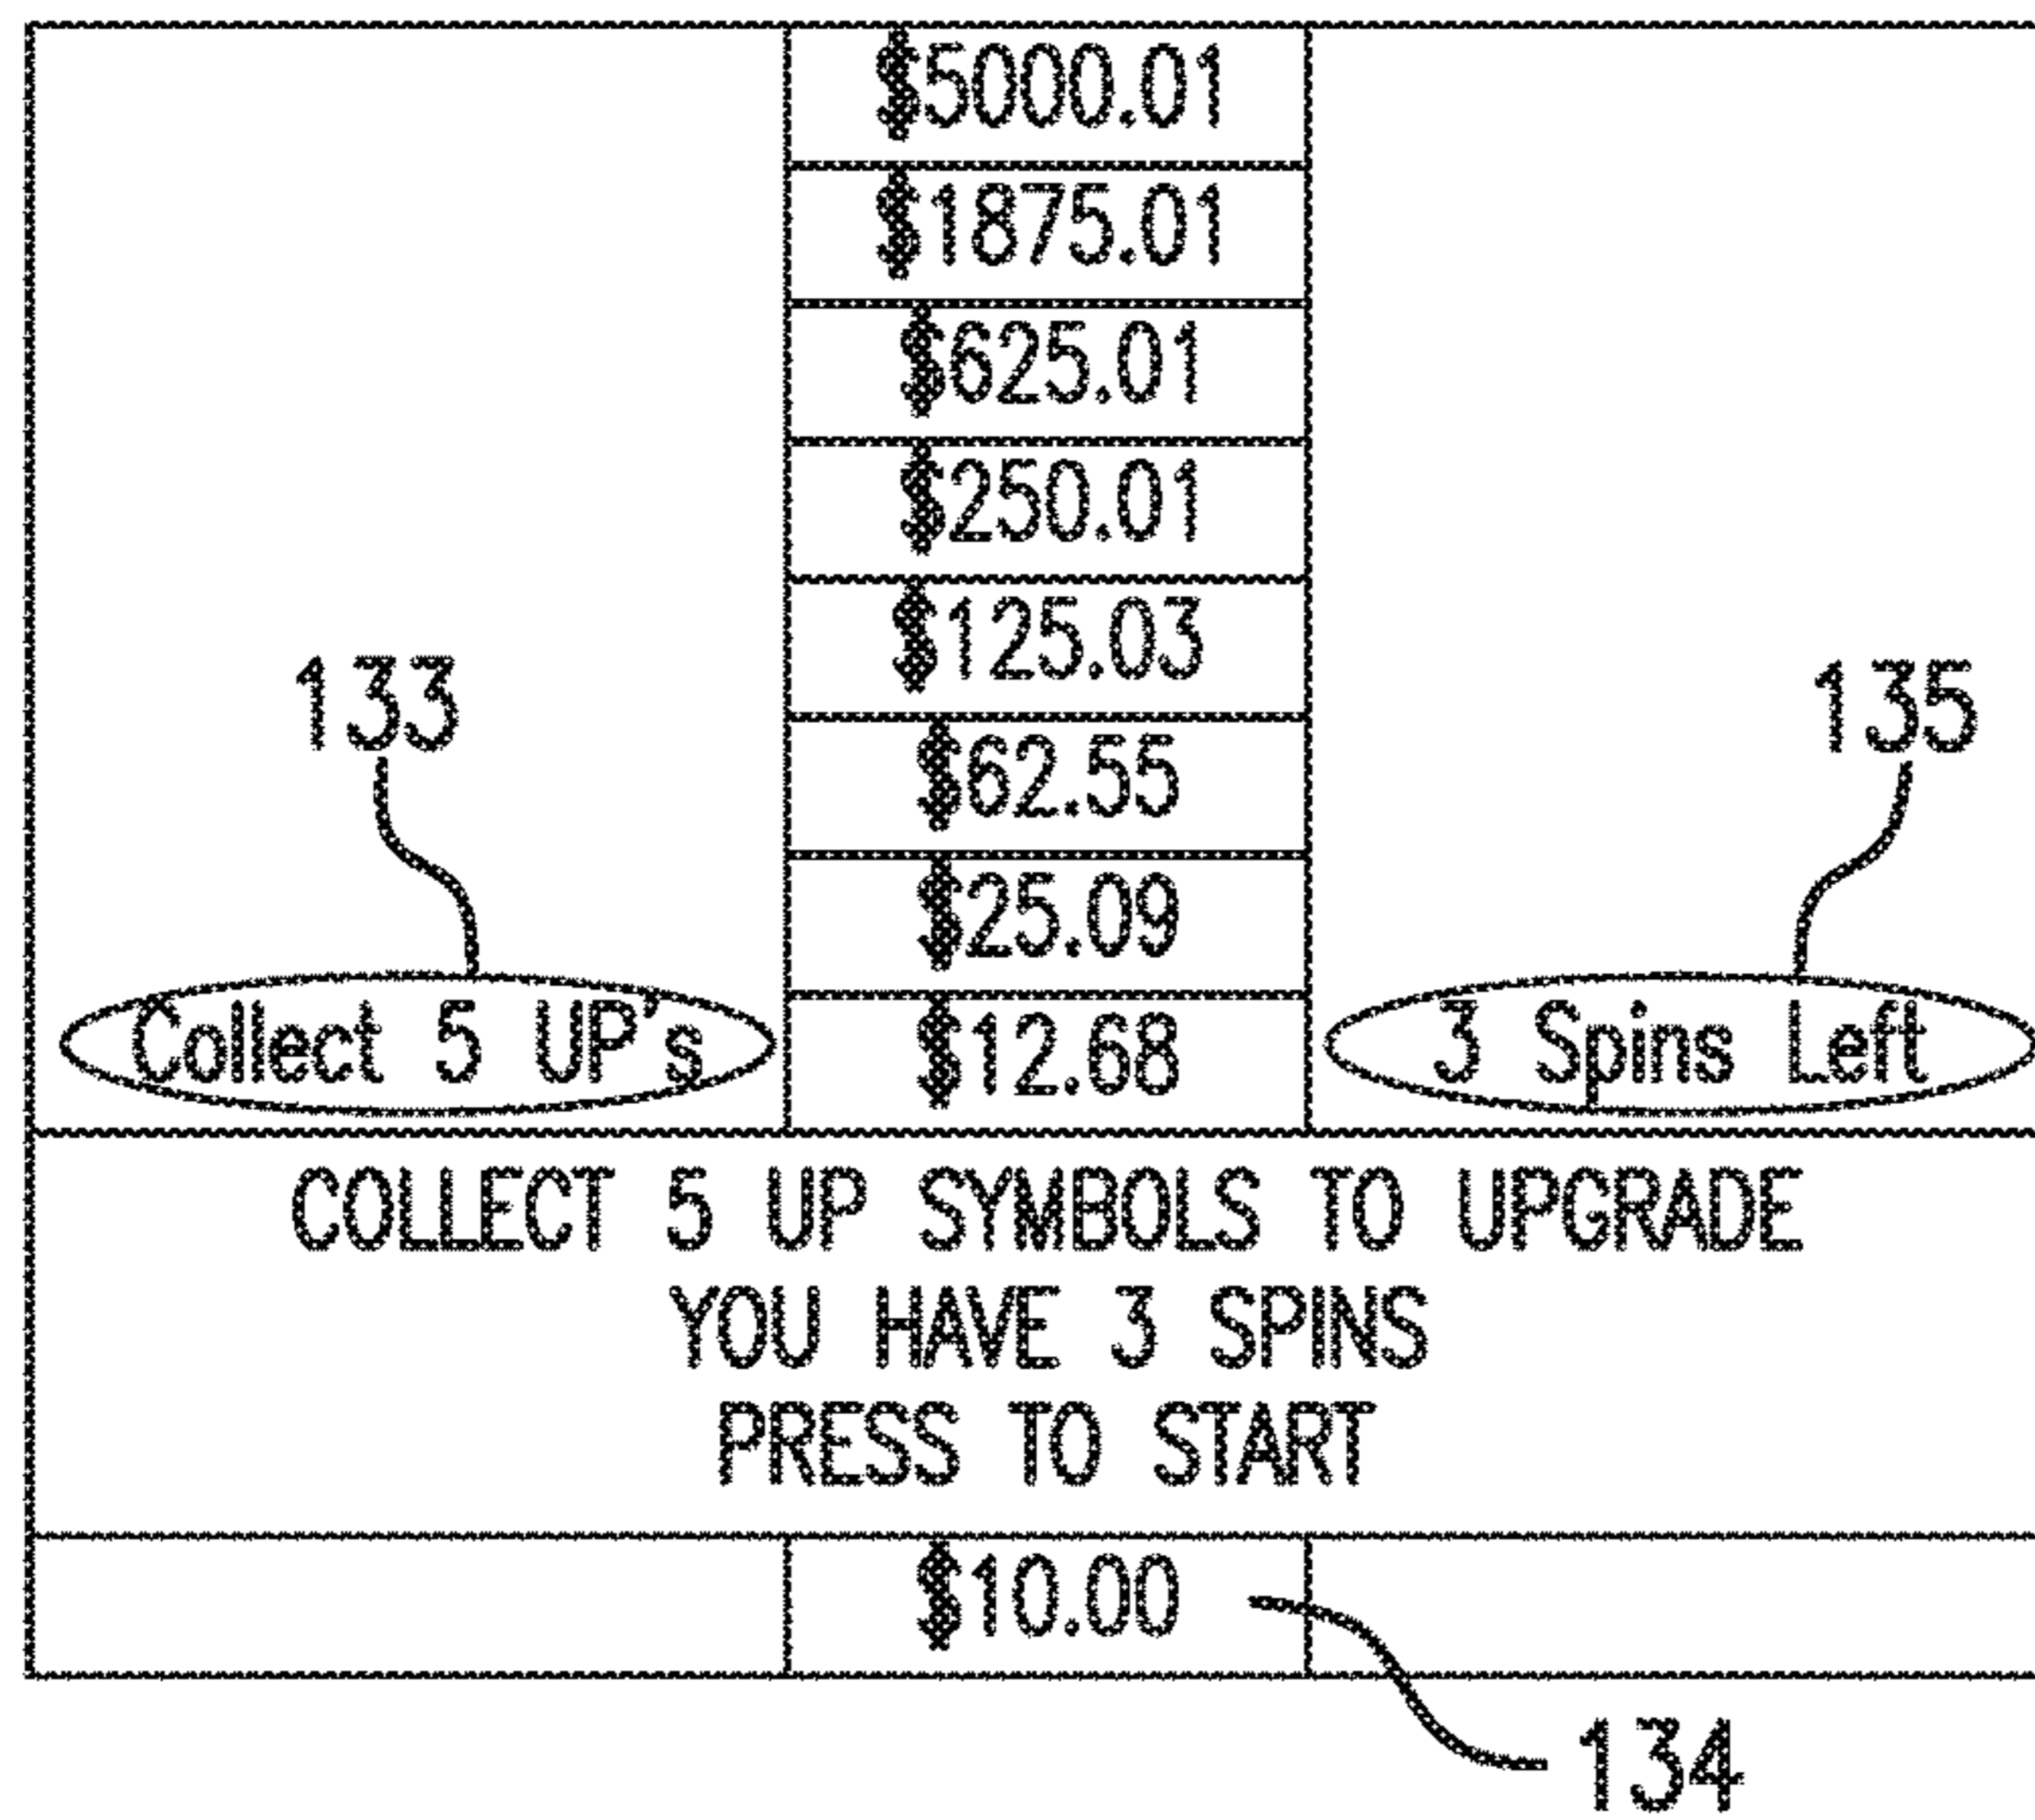 $5000.01
$1875.01
$625.01
$250.01
$125.03
133
135
$62.55
$25.09
Collect 5 UP's $12.68 3 Spins Left
COLLECT 5 UP SYMBOLS TO UPGRADE
YOU HAVE 3 SPINS
PRESS TO START
$10.00
134